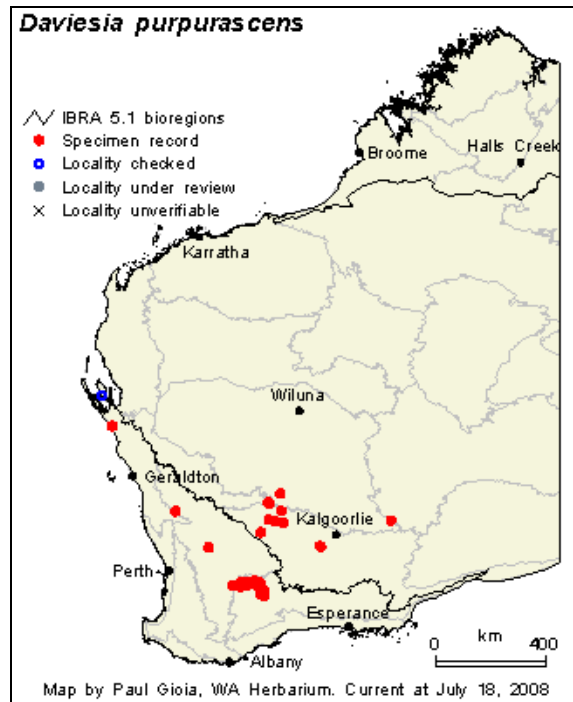 Daviesia purpurascens
IBRA 5.1 bioregions
Specimen record
Locality checked
Locality under review
Locality unverifiable
Broome
Halls Creek
Karratha
Wiluna
Geraldton
Kalgoorlie
Perth
Esperance
Albany
km
0 400
Map by Paul Gioia, WA Herbarium. Current at July 18, 2008